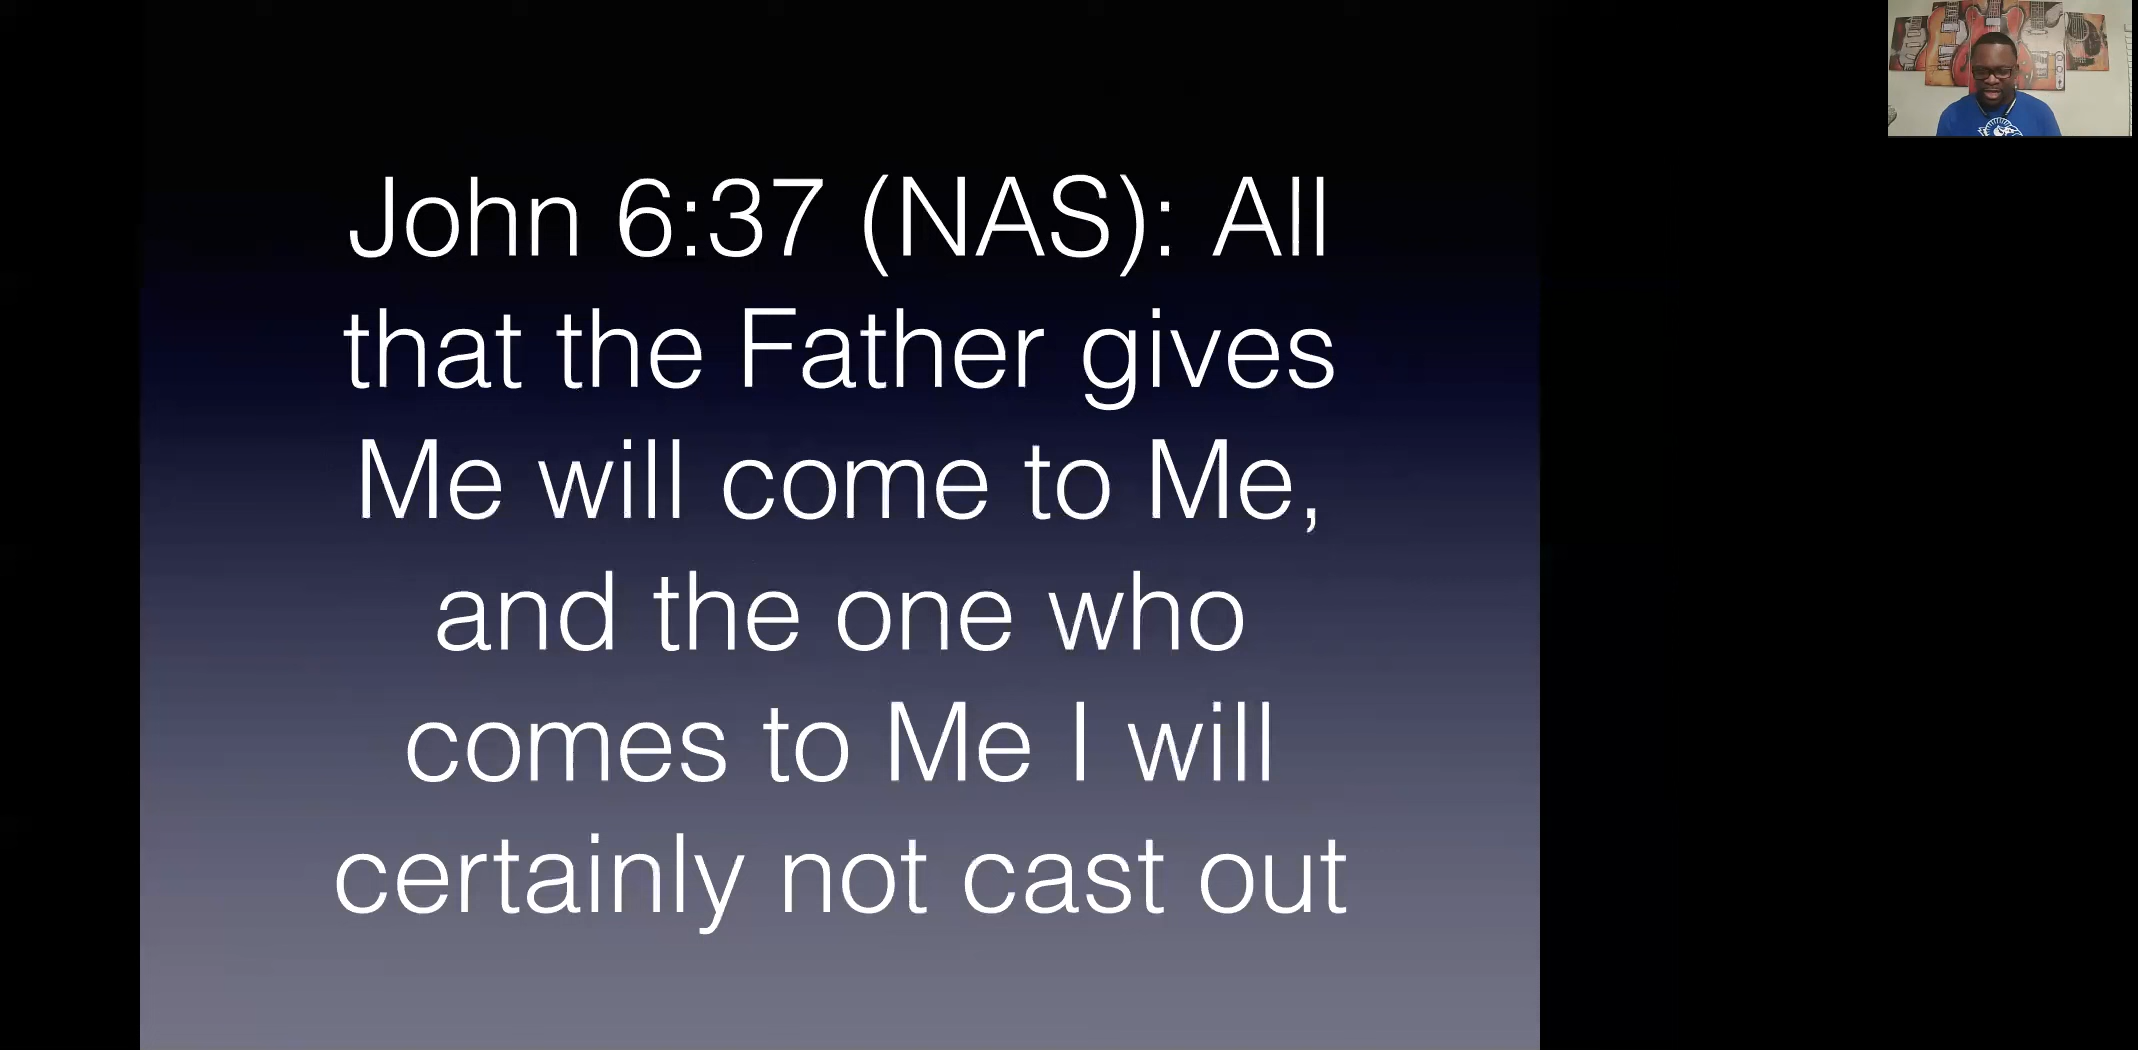 John 6:37 (NAS): All
that the Father gives
Me will come to Me,
and the one who
comes to Me I will
certainly not cast out